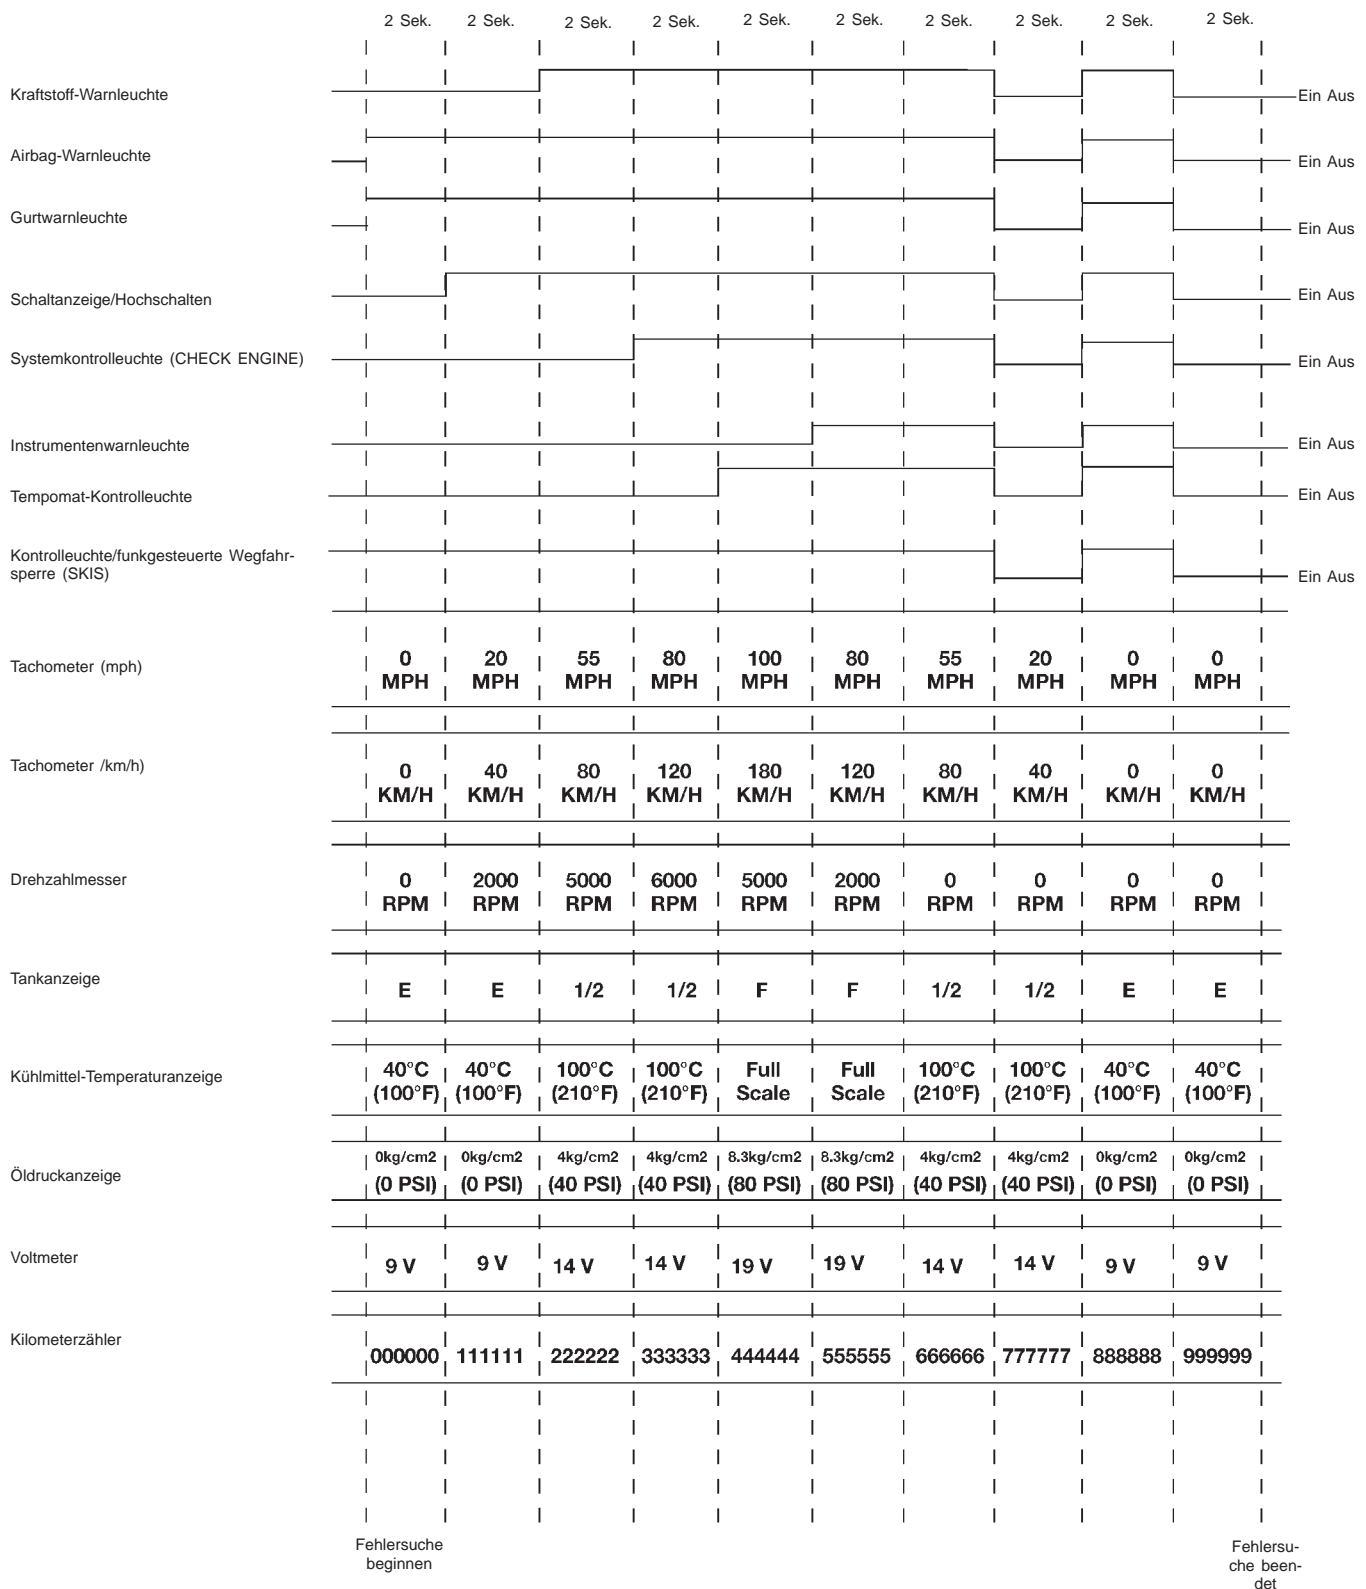 2 Sek. 2 Sek. 2 Sek. 2 Sek. 2 Sek. 2 Sek. 2 Sek. 2 Sek. 2 Sek. 2 Sek.
Kraftstoff-Warnleuchte Ein Aus
Airbag-Warnleuchte Ein Aus
Gurtwarnleuchte Ein Aus
Schaltanzeige/Hochschalten Ein Aus
Systemkontrolleuchte (CHECK ENGINE) Ein Aus
Instrumentenwarnleuchte Ein Aus
Tempomat-Kontrolleuchte Ein Aus
Kontrolleuchte/funkgesteuerte Wegfahr-
sperre (SKIS) Ein Aus
Tachometer (mph)
0 20 55 80 100 80 55 20 0 0
MPH MPH MPH MPH MPH MPH MPH MPH MPH MPH
Tachometer /km/h)
0 40 80 120 180 120 80 40 0 0
KM/H KM/H KM/H KM/H KM/H KM/H KM/H KM/H KM/H KM/H
Drehzahlmesser
0 2000 5000 6000 5000 2000 0 0 0 0
RPM RPM RPM RPM RPM RPM RPM RPM RPM RPM
Tankanzeige
E E 1/2 1/2 F F 1/2 1/2 E E
Kühlmittel-Temperaturanzeige
40°C 40°C 100°C 100°C Full Full 100°C 100°C 40°C 40°C
(100°F) (100°F) (210°F) (210°F) Scale Scale (210°F) (210°F) (100°F) (100°F)
Öldruckanzeige
0kg/cm2 0kg/cm2 4kg/cm2 4kg/cm2 8.3kg/cm2 8.3kg/cm2 4kg/cm2 4kg/cm2 0kg/cm2 0kg/cm2
(0 PSI) (0 PSI) (40 PSI) (40 PSI) (80 PSI) (80 PSI) (40 PSI) (40 PSI) (0 PSI) (0 PSI)
Voltmeter
9 V 9 V 14 V 14 V 19 V 19 V 14 V 14 V 9 V 9 V
Kilometerzähler
000000 111111 222222 333333 444444 555555 666666 777777 888888 999999
Fehlersuche
beginnen
Fehlersu-
che been-
det